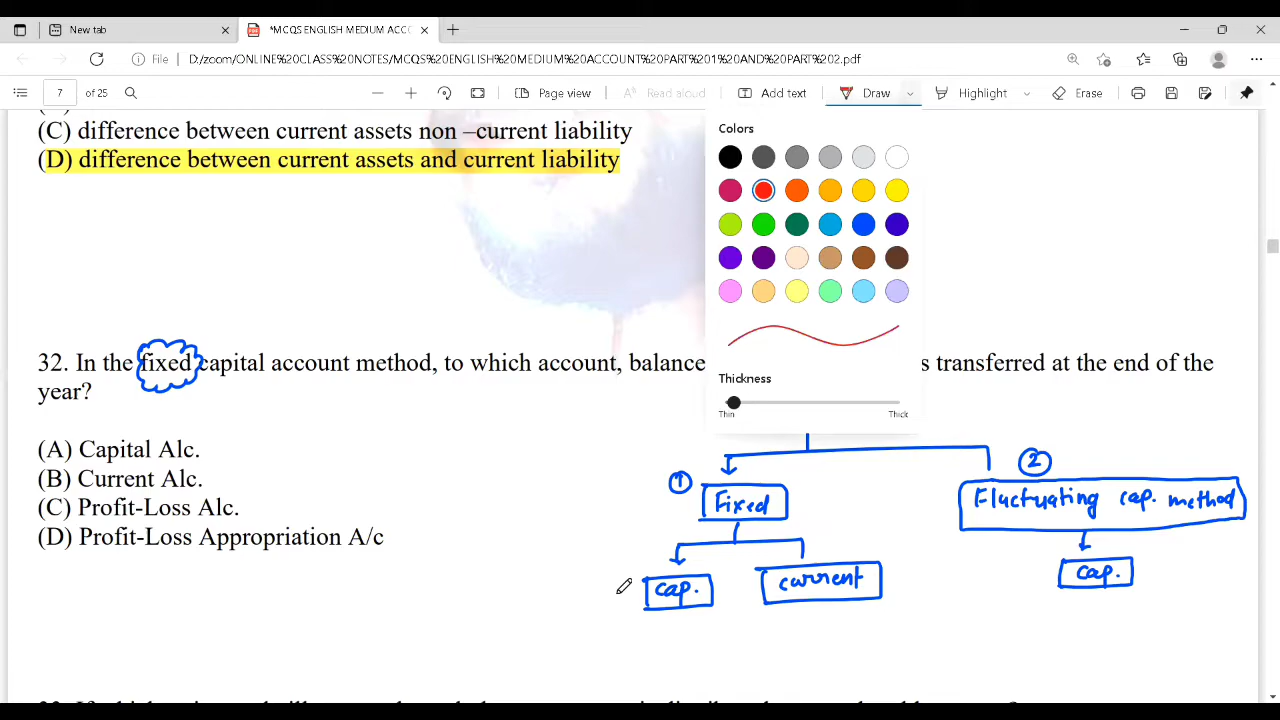 New tab
*MCQS ENGLISH MEDIUM ACCO
File D:/zoom/ONLINE%20CLASS%20NOTES/MCQS%20ENGLISH%20MEDIUM%20ACCOUNT%20PART%201%20AND%20PART%202.pdf
7 of 25 Page view Read aloud Add text Draw Highlight Erase
(C) difference between current assets non –current liability
(D) difference between current assets and current liability
Colors
Thickness
Thin Thick
32. In the fixed capital account method, to which account, balance s transferred at the end of the
year?
(A) Capital Alc.
(B) Current Alc.
(C) Profit-Loss Alc.
(D) Profit-Loss Appropriation A/c
1 Fixed
2 Fluctuating cap. method
cap. current
cap.